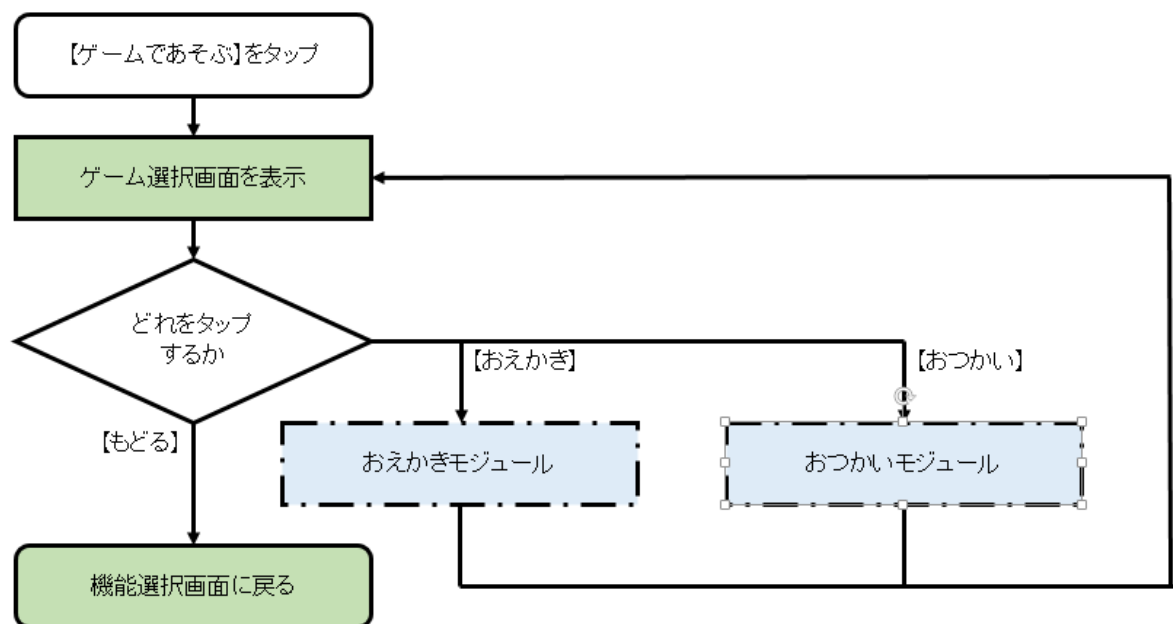 【ゲームであそぶ】をタップ
ゲーム選択画面を表示
どれをタップ
するか
【おえかき】
【おつかい】
【もどる】
おえかきモジュール
おつかいモジュール
機能選択画面に戻る